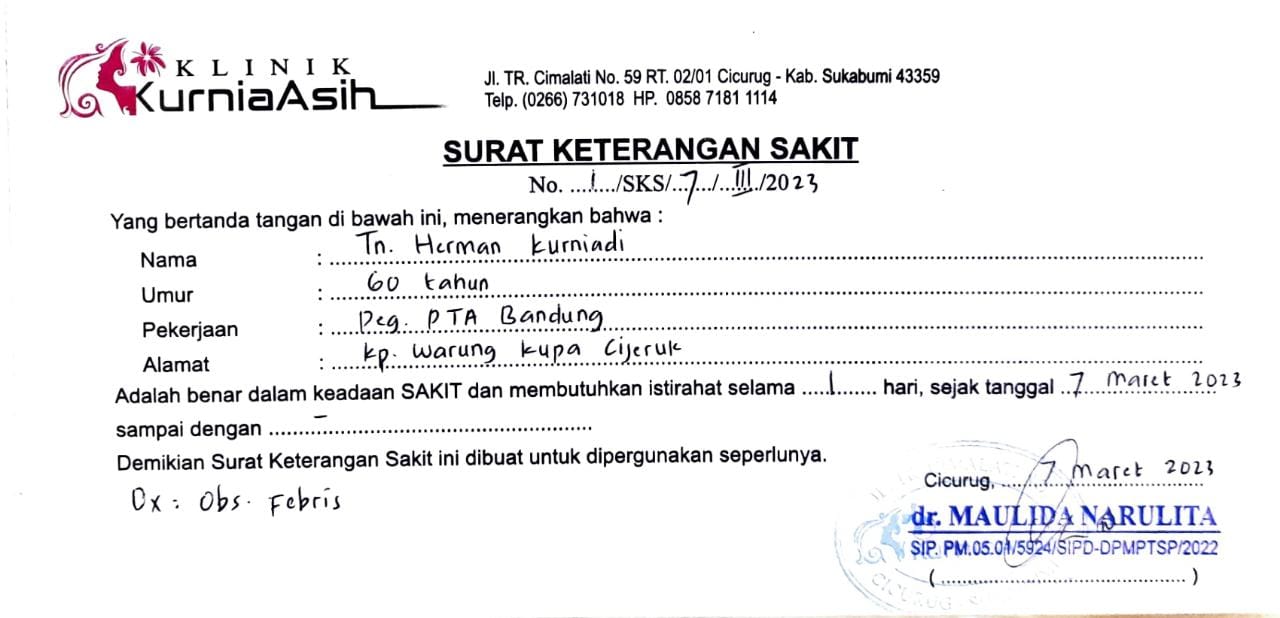 KLINIK
KurniaAsih
Jl. TR. Cimalati No. 59 RT. 02/01 Cicurug - Kab. Sukabumi 43359
Telp. (0266) 731018 HP. 0858 7181 1114
SURAT KETERANGAN SAKIT
No. ...1.../SKS/...7.../...III./2023
Yang bertanda tangan di bawah ini, menerangkan bahwa :
Nama : Tn. Herman Kurniadi
Umur : 60 tahun
Pekerjaan : Peg. PTA Bandung
Alamat : kp. Warung kupa Cijeruk
Adalah benar dalam keadaan SAKIT dan membutuhkan istirahat selama .....1....... hari, sejak tanggal ..7 Maret 2023
sampai dengan -
Demikian Surat Keterangan Sakit ini dibuat untuk dipergunakan seperlunya.
Dx : Obs. Febris
Cicurug, 7 Maret 2023
dr. MAULIDA NARULITA
SIP. PM.05.01/5924/SIPD-DPMPTSP/2022
(..........................................)